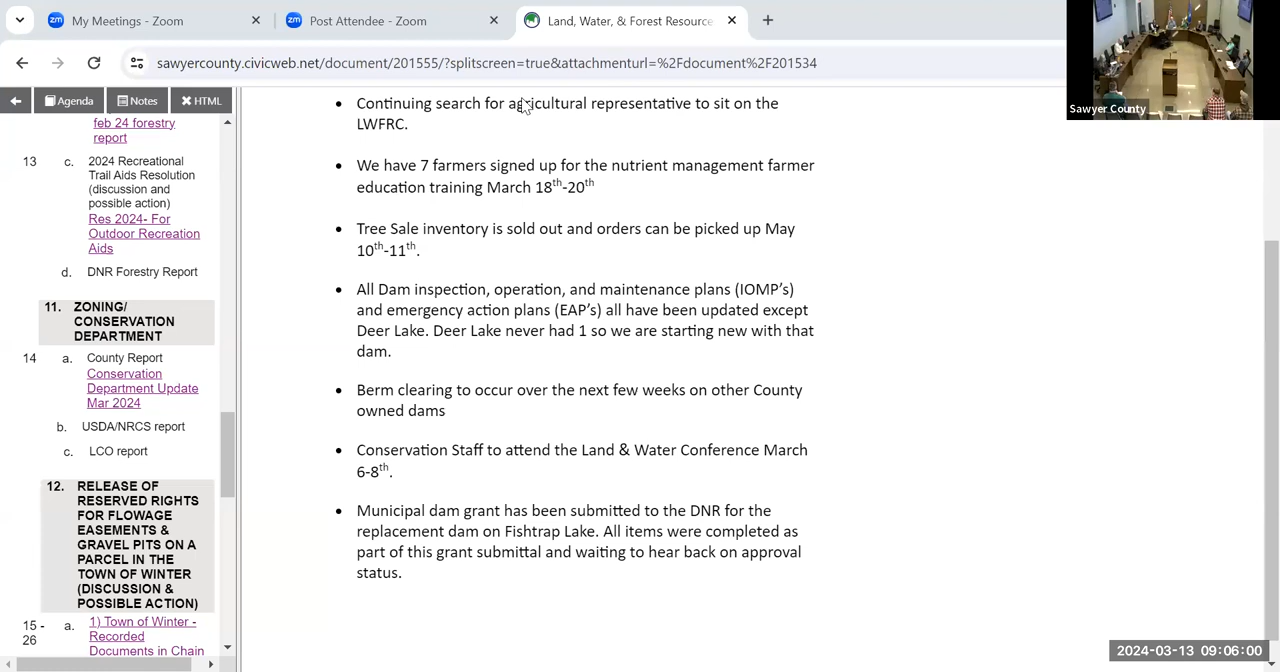 My Meetings - Zoom
Post Attendee - Zoom
Land, Water, & Forest Resource
sawyercounty.civicweb.net/document/201555/?splitscreen=true&attachmenturl=%2Fdocument%2F201534
Agenda
Notes
HTML
feb 24 forestry
report
13 c. 2024 Recreational
Trail Aids Resolution
(discussion and
possible action)
Res 2024- For
Outdoor Recreation
Aids
d. DNR Forestry Report
11. ZONING/
CONSERVATION
DEPARTMENT
14 a. County Report
Conservation
Department Update
Mar 2024
b. USDA/NRCS report
c. LCO report
12. RELEASE OF
RESERVED RIGHTS
FOR FLOWAGE
EASEMENTS &
GRAVEL PITS ON A
PARCEL IN THE
TOWN OF WINTER
(DISCUSSION &
POSSIBLE ACTION)
15 - a. 1) Town of Winter -
26 Recorded
Documents in Chain
• Continuing search for agricultural representative to sit on the
LWFRC.
• We have 7 farmers signed up for the nutrient management farmer
education training March 18th-20th
• Tree Sale inventory is sold out and orders can be picked up May
10th-11th.
• All Dam inspection, operation, and maintenance plans (IOMP's)
and emergency action plans (EAP's) all have been updated except
Deer Lake. Deer Lake never had 1 so we are starting new with that
dam.
• Berm clearing to occur over the next few weeks on other County
owned dams
• Conservation Staff to attend the Land & Water Conference March
6-8th.
• Municipal dam grant has been submitted to the DNR for the
replacement dam on Fishtrap Lake. All items were completed as
part of this grant submittal and waiting to hear back on approval
status.
Sawyer County
2024-03-13 09:06:00